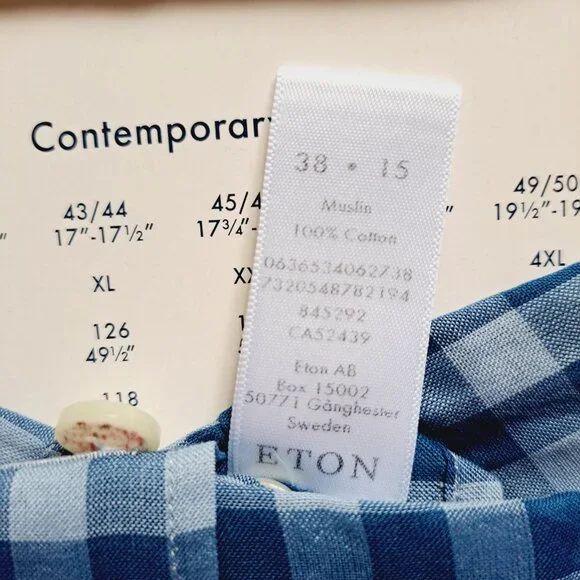 Contemporary
43/44
17"-17½"
XL
126
49½"
118
45/4
17¾"-
X
49/50
19½"-19
4XL
38 • 15
Muslin
100% Cotton
0636534062738
7320548782194
845292
CA52439
Eton AB
Box 15002
50771 Gånghester
Sweden
ETON